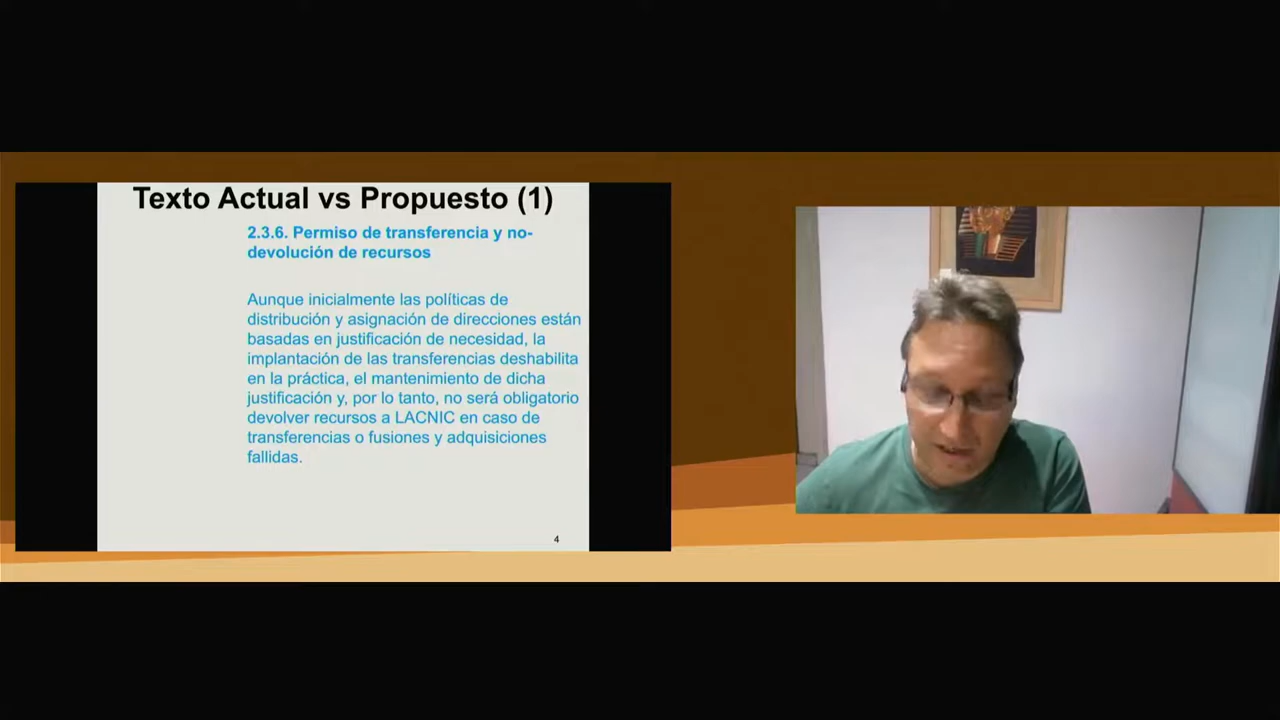 Texto Actual vs Propuesto (1)
2.3.6. Permiso de transferencia y no-
devolución de recursos
Aunque inicialmente las políticas de
distribución y asignación de direcciones están
basadas en justificación de necesidad, la
implantación de las transferencias deshabilita
en la práctica, el mantenimiento de dicha
justificación y, por lo tanto, no será obligatorio
devolver recursos a LACNIC en caso de
transferencias o fusiones y adquisiciones
fallidas.
4